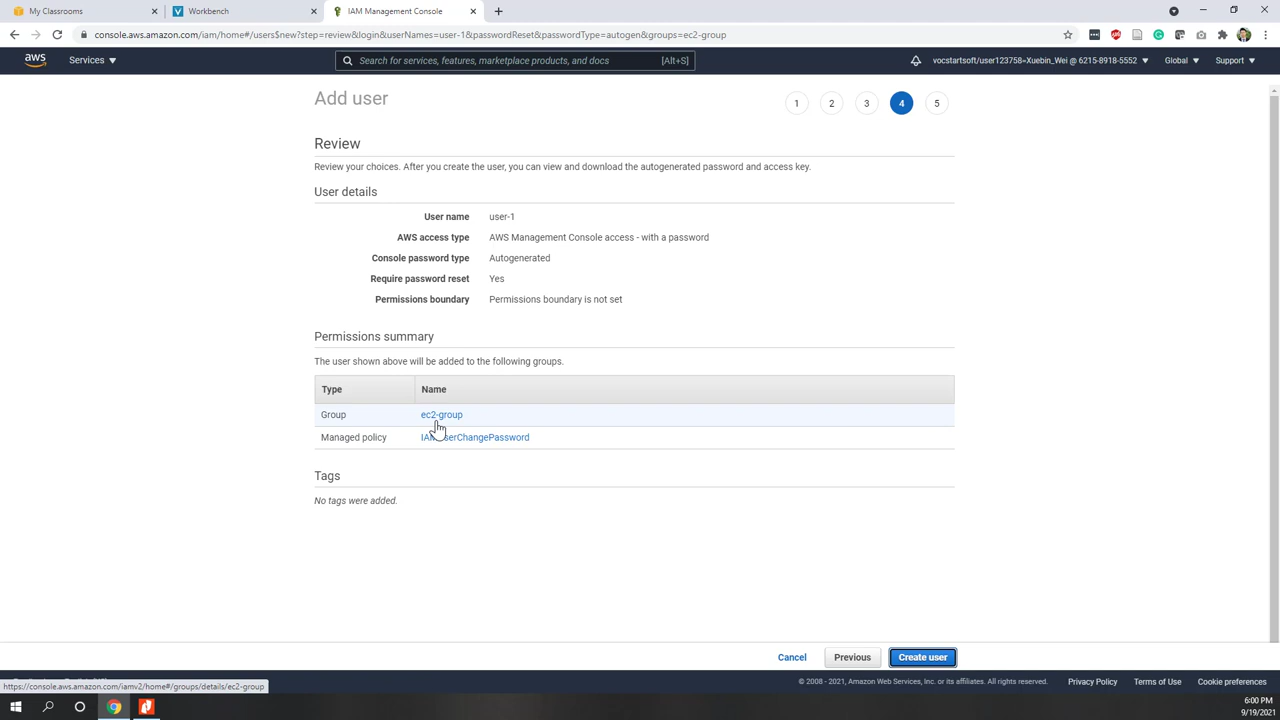 My Classrooms
Workbench
IAM Management Console
console.aws.amazon.com/iam/home#/users$new?step=review&login&userNames=user-1&passwordReset&passwordType=autogen&groups=ec2-group
aws
Services
Search for services, features, marketplace products, and docs
[Alt+S]
vocstartsoft/user123758=Xuebin_Wei @ 6215-8918-5552
Global
Support
Add user
1
2
3
4
5
Review
Review your choices. After you create the user, you can view and download the autogenerated password and access key.
User details
User name user-1
AWS access type AWS Management Console access - with a password
Console password type Autogenerated
Require password reset Yes
Permissions boundary Permissions boundary is not set
Permissions summary
The user shown above will be added to the following groups.
Type Name
Group ec2-group
Managed policy IAMUserChangePassword
Tags
No tags were added.
Cancel
Previous
Create user
https://console.aws.amazon.com/iamv2/home#/groups/details/ec2-group
© 2008 - 2021, Amazon Web Services, Inc. or its affiliates. All rights reserved.
Privacy Policy
Terms of Use
Cookie preferences
6:00 PM
9/19/2021